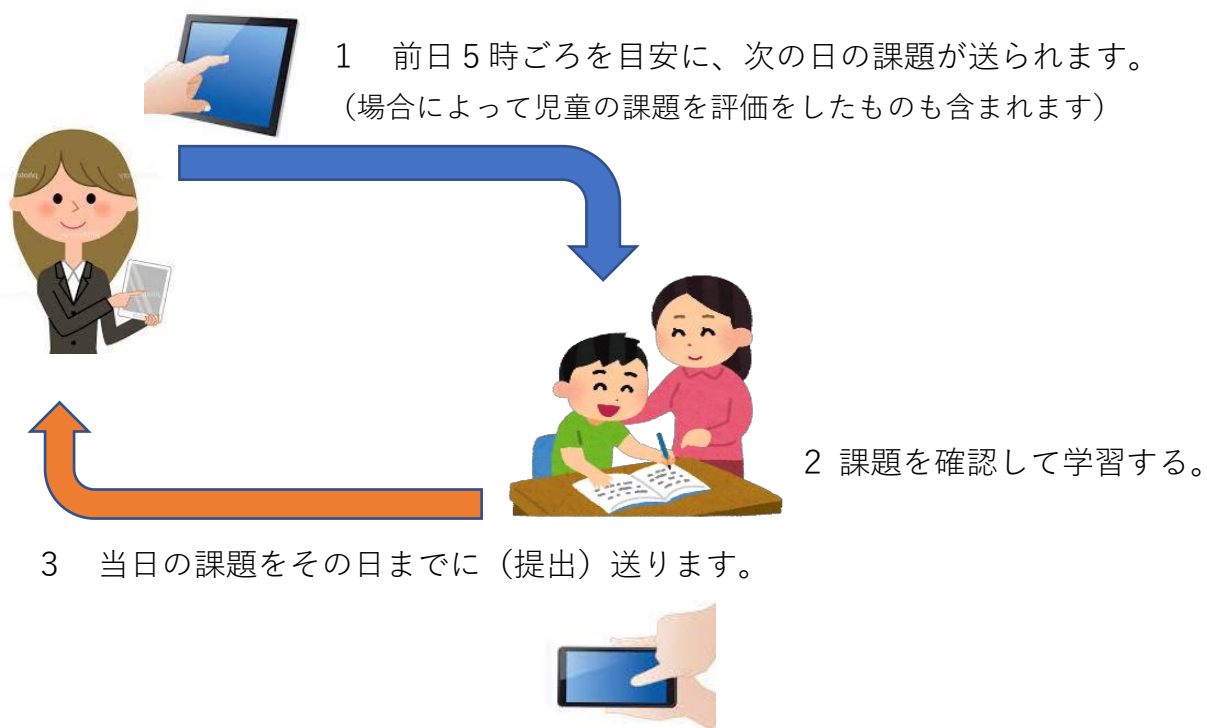 1　前日５時ごろを目安に、次の日の課題が送られます。
（場合によって児童の課題を評価をしたものも含まれます）
2 課題を確認して学習する。
3　当日の課題をその日までに（提出）送ります。